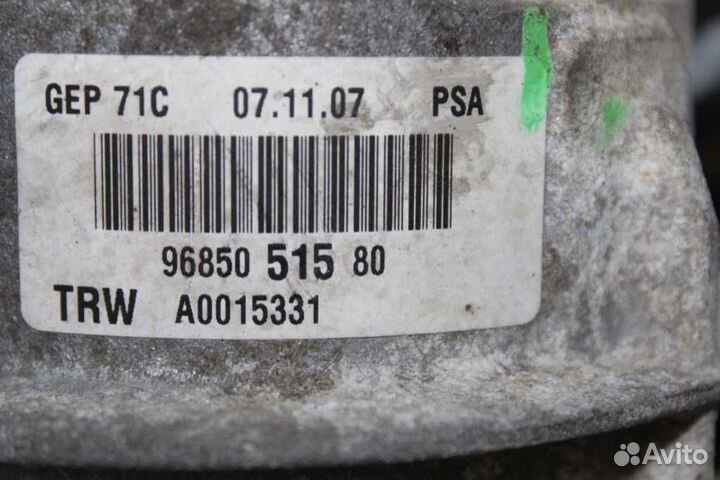 GEP 71C 07.11.07 PSA
96850 515 80
TRW A0015331
Avito